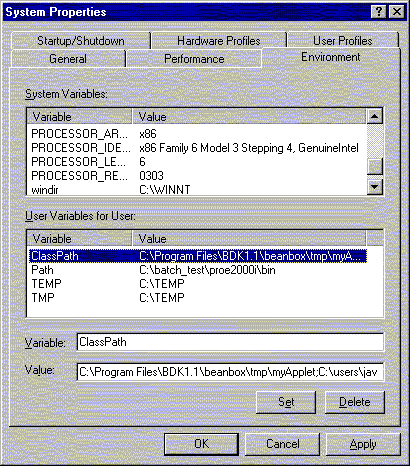 System Properties
Startup/Shutdown Hardware Profiles User Profiles
General Performance Environment
System Variables:
Variable Value
PROCESSOR_AR... x86
PROCESSOR_IDE... x86 Family 6 Model 3 Stepping 4, GenuineIntel
PROCESSOR_LE... 6
PROCESSOR_RE... 0303
windir C:\WINNT
User Variables for User:
Variable Value
ClassPath C:\Program Files\BDK1.1\beanbox\tmp\myA...
Path C:\batch_test\proe2000i\bin
TEMP C:\TEMP
TMP C:\TEMP
Variable: ClassPath
Value: C:\Program Files\BDK1.1\beanbox\tmp\myApplet;C:\users\jav
Set Delete
OK Cancel Apply